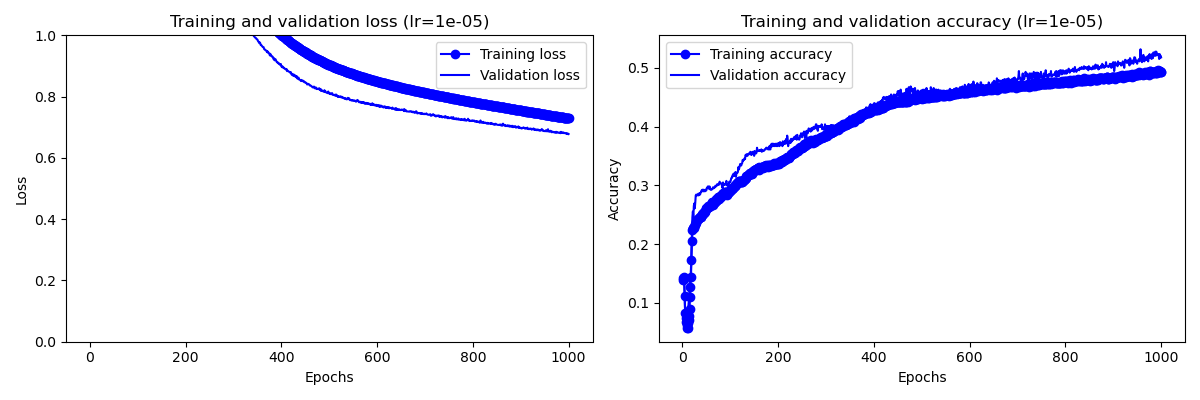 Training and validation loss (lr=1e-05)
Training loss
Validation loss
Loss
1.0
0.8
0.6
0.4
0.2
0.0
0
200
400
600
800
1000
Epochs
Training and validation accuracy (lr=1e-05)
Training accuracy
Validation accuracy
Accuracy
0.5
0.4
0.3
0.2
0.1
0
200
400
600
800
1000
Epochs